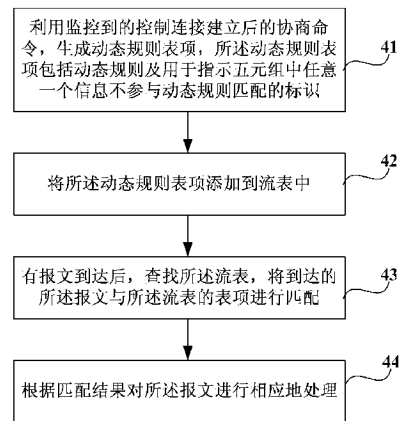 利用监控到的控制连接建立后的协商命
令，生成动态规则表项，所述动态规则表
项包括动态规则及用于指示五元组中任意
一个信息不参与动态规则匹配的标识
41
将所述动态规则表项添加到流表中
42
有报文到达后，查找所述流表，将到达的
所述报文与所述流表的表项进行匹配
43
根据匹配结果对所述报文进行相应地处理
44